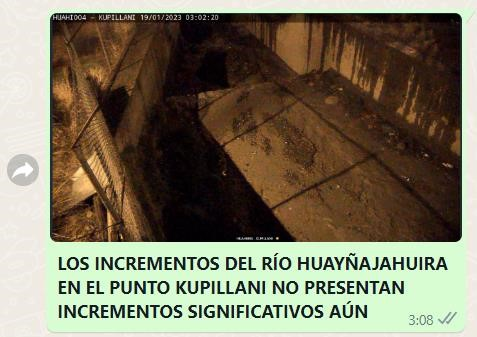 HUAHI004 - KUPILLANI 19/01/2023 03:02:20
LOS INCREMENTOS DEL RÍO HUAYÑAJAHUIRA
EN EL PUNTO KUPILLANI NO PRESENTAN
INCREMENTOS SIGNIFICATIVOS AÚN
3:08